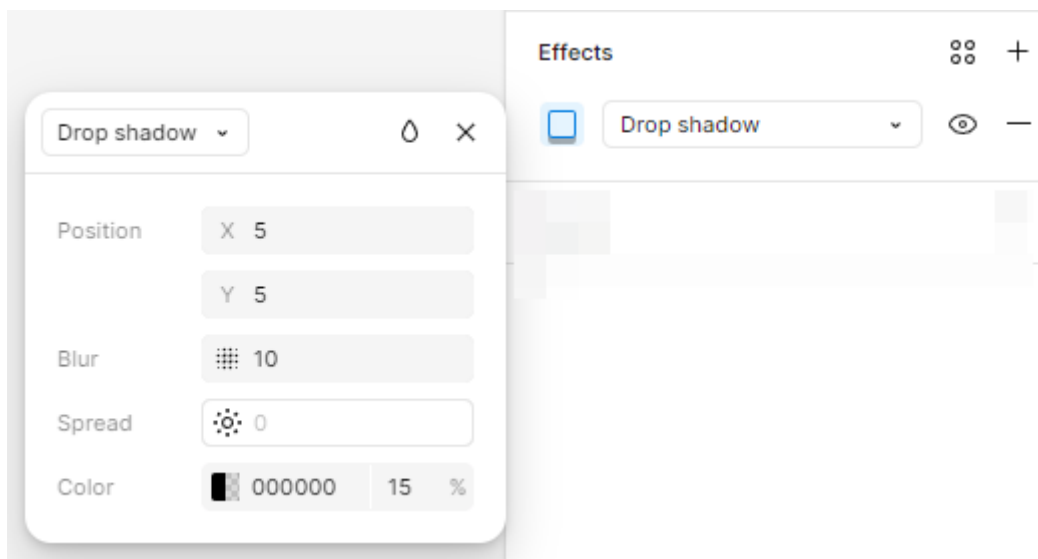 Effects
Drop shadow
Drop shadow
Position
X 5
Y 5
Blur
10
Spread
0
Color
000000 15 %